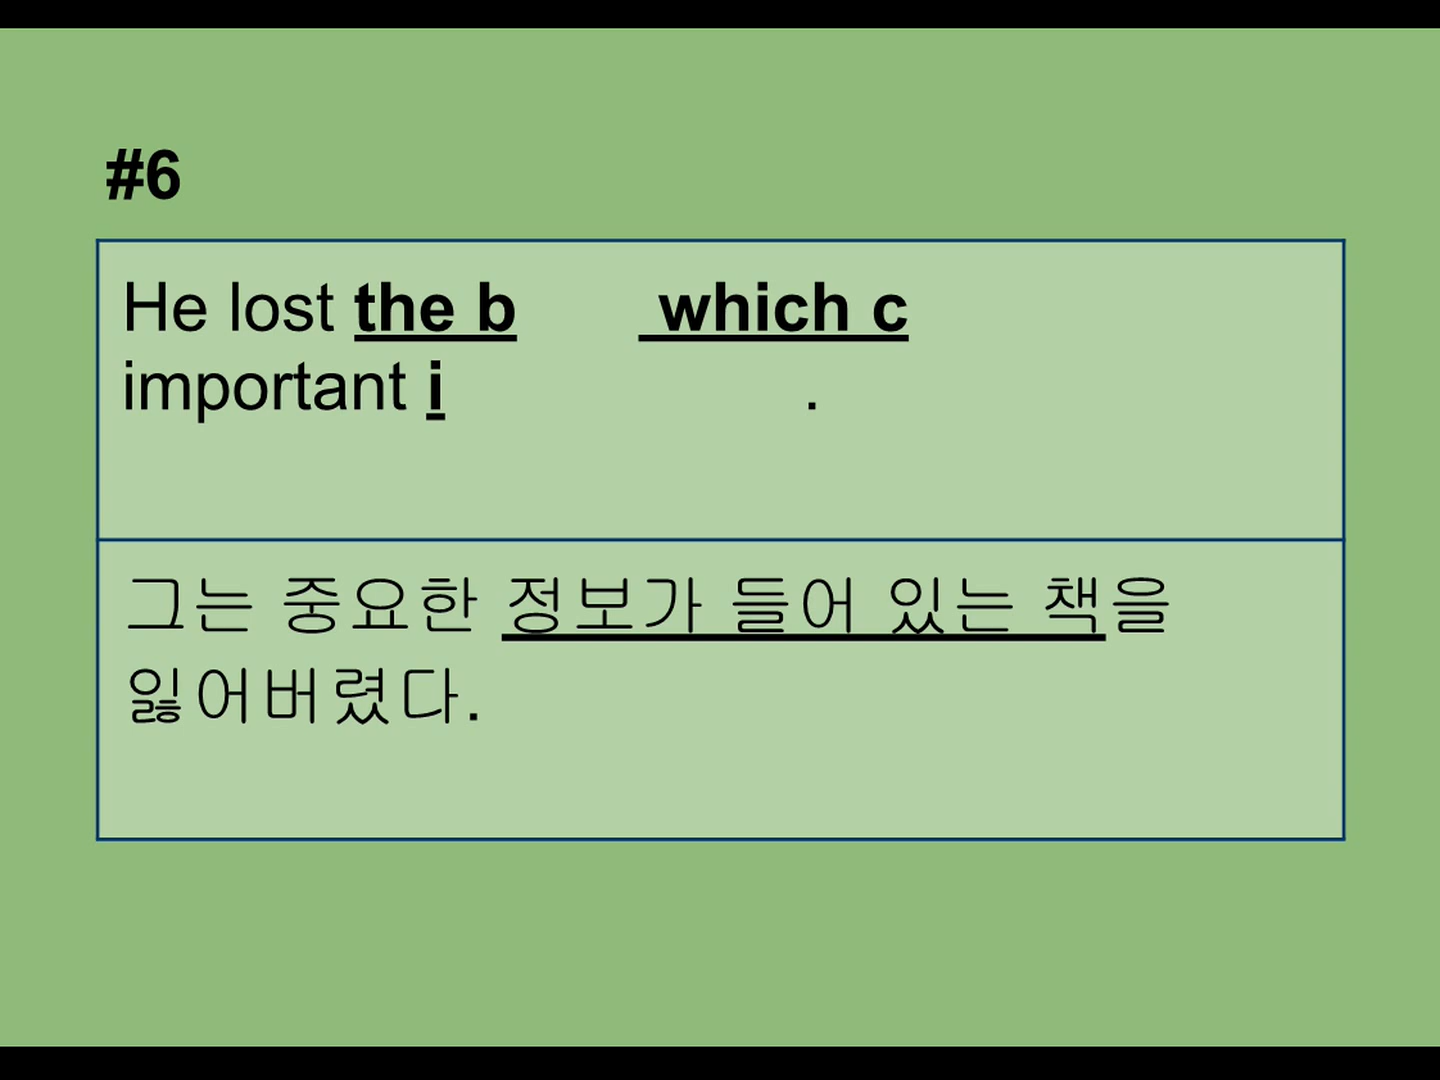 #6
He lost the b which c
important i .
그는 중요한 정보가 들어 있는 책을
잃어버렸다.